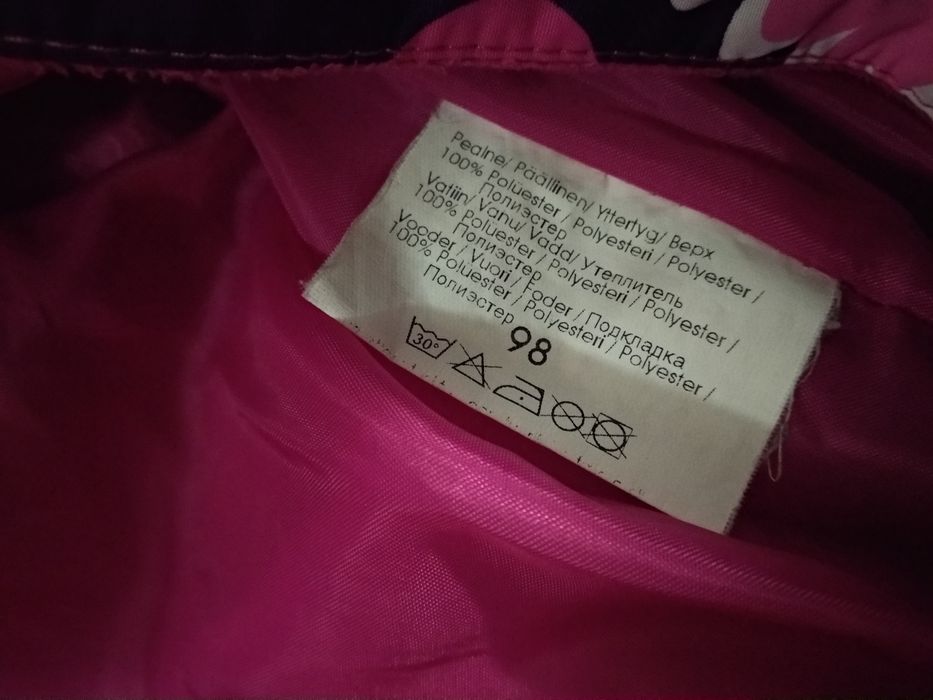 Pealne/ Päällinen/ Yttertyg/ Верх
100% Polüester / Polyesteri / Polyester /
Полиэстер
Vatiin/ Vanu/ Vadd/ Утеплитель
100% Polüester / Polyesteri / Polyester /
Полиэстер
Vooder / Vuori / Foder / Подкладка
100% Polüester / Polyesteri / Polyester /
Полиэстер
98
30°